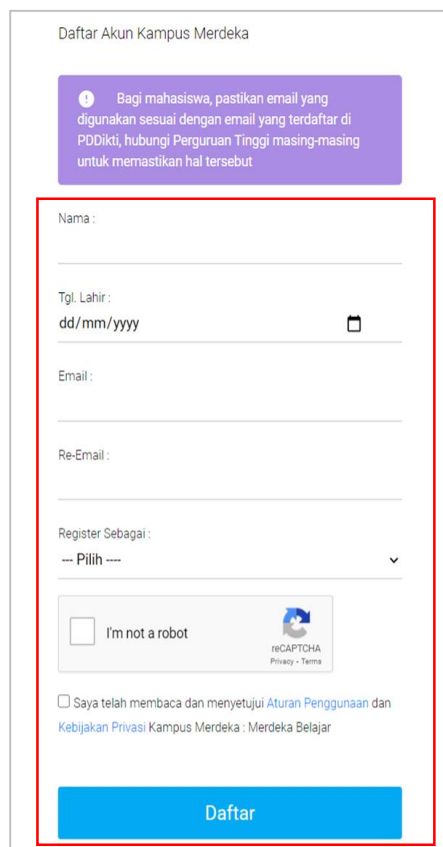 Daftar Akun Kampus Merdeka
Bagi mahasiswa, pastikan email yang
digunakan sesuai dengan email yang terdaftar di
PDDikti, hubungi Perguruan Tinggi masing-masing
untuk memastikan hal tersebut
Nama :
Tgl. Lahir :
dd/mm/yyyy
Email :
Re-Email :
Register Sebagai :
--- Pilih ----
I'm not a robot
reCAPTCHA
Privacy - Terms
Saya telah membaca dan menyetujui Aturan Penggunaan dan
Kebijakan Privasi Kampus Merdeka : Merdeka Belajar
Daftar